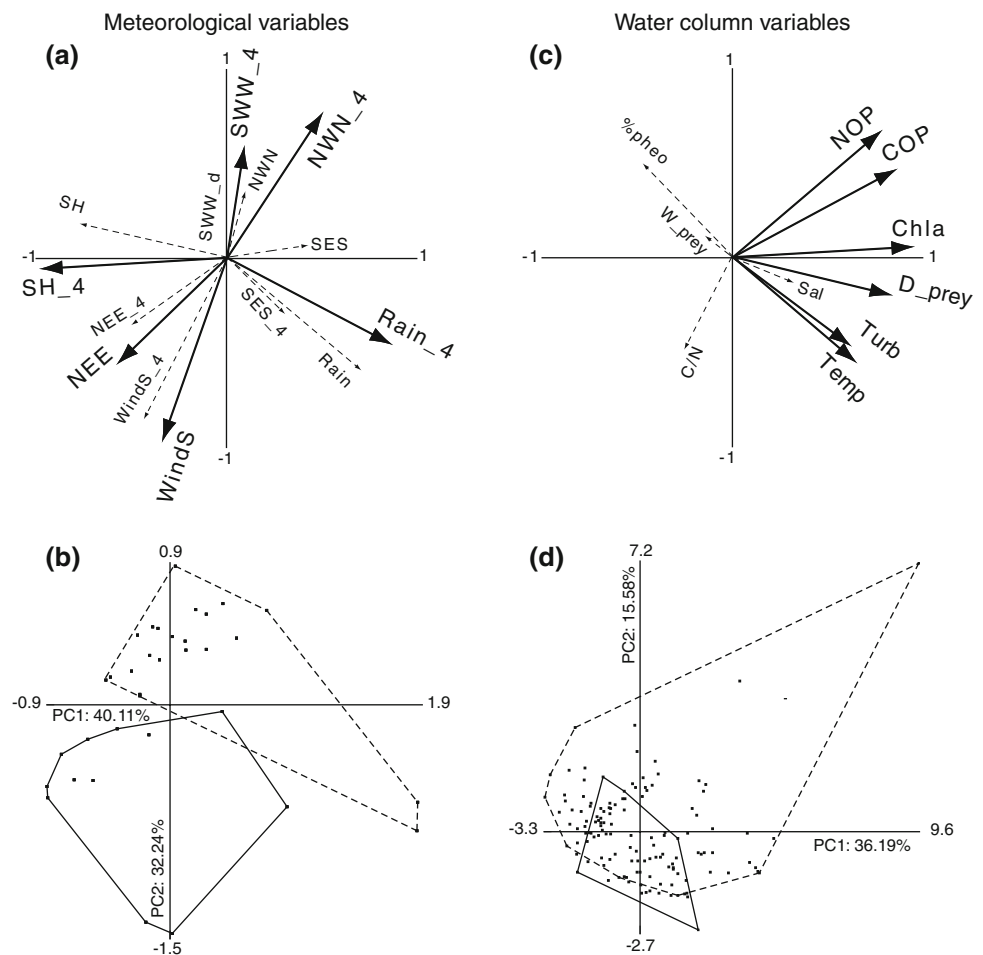 Meteorological variables
Water column variables
(a)
1
SWW_4
NWN_4
NWN
SWW_d
SH
SES
-1
1
SH_4
NEE_4
SES_4
Rain_4
NEE
WindS_4
Rain
WindS
-1
(c)
1
NOP
COP
%pheo
W_prey
Chla
-1
1
Sal
D_prey
Turb
C/N
Temp
-1
(b)
0.9
-0.9
1.9
PC1: 40.11%
PC2: 32.24%
-1.5
(d)
7.2
PC2: 15.58%
-3.3
9.6
PC1: 36.19%
-2.7